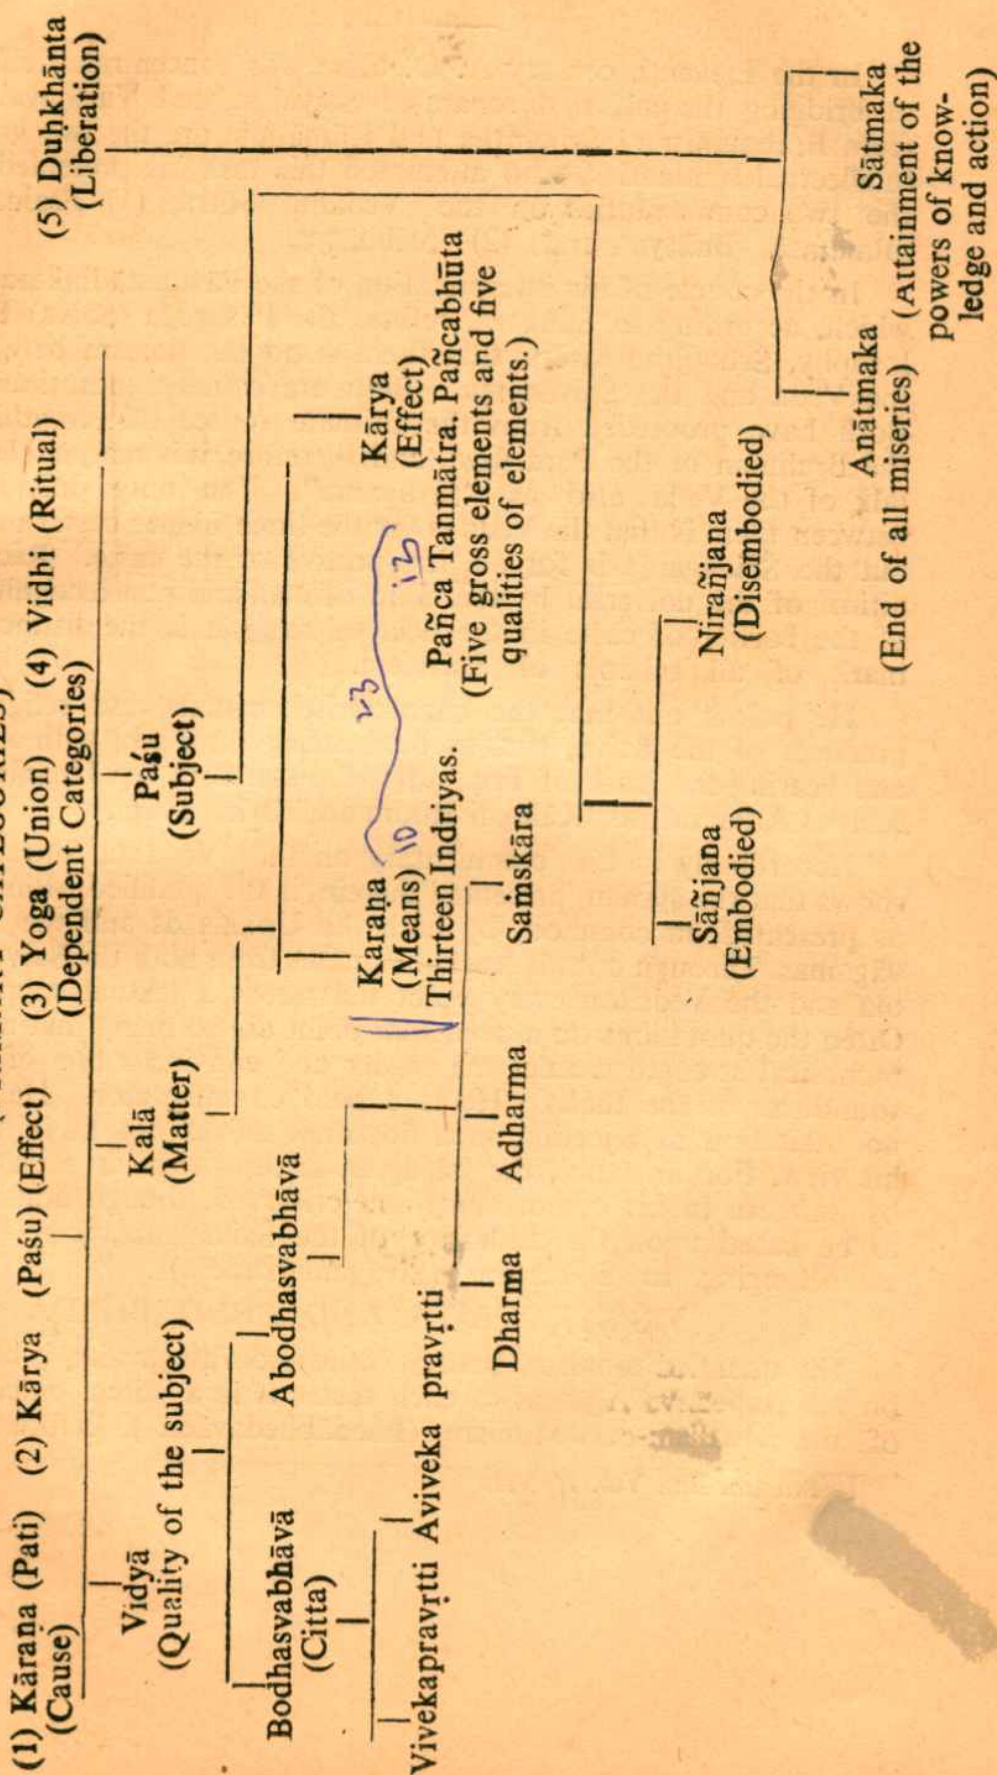 (1) Kāraṇa (Pati) (2) Kārya (Paśu) (Effect) (3) Yoga (Union) (4) Vidhi (Ritual) (5) Duḥkhānta
(Cause) (Dependent Categories) (Liberation)
Vidyā Kalā Paśu
(Quality of the subject) (Matter) (Subject)
Bodhasvabhāvā Abodhasvabhāvā
(Citta)
Karaṇa Kārya
(Means) (Effect)
10 23 13
Thirteen Indriyas. Pañca Tanmātra. Pañcabhūta
(Five gross elements and five
qualities of elements.)
Vivekapravṛtti Aviveka pravṛtti
Dharma Adharma Saṁskāra
Sāñjana Nirañjana
(Embodied) (Disembodied)
Anātmaka Sātmaka
(End of all miseries) (Attainment of the
powers of know-
ledge and action)